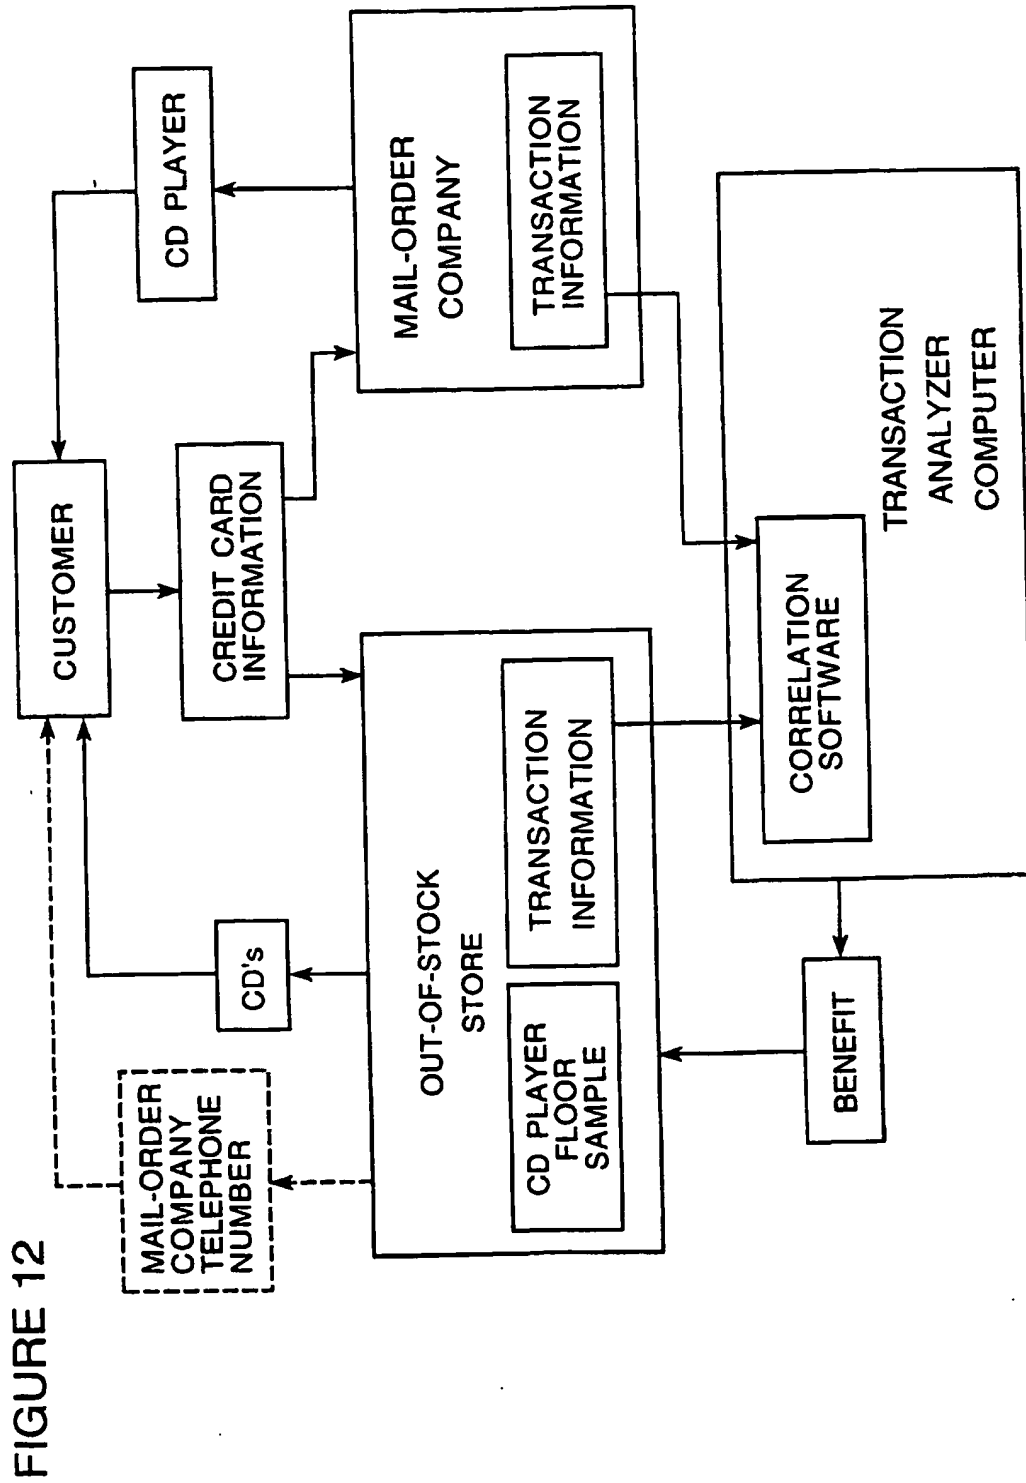 FIGURE 12
MAIL-ORDER
COMPANY
TELEPHONE
NUMBER
CD's
CUSTOMER
CREDIT CARD
INFORMATION
CD PLAYER
OUT-OF-STOCK
STORE
CD PLAYER
FLOOR
SAMPLE
TRANSACTION
INFORMATION
MAIL-ORDER
COMPANY
TRANSACTION
INFORMATION
BENEFIT
CORRELATION
SOFTWARE
TRANSACTION
ANALYZER
COMPUTER